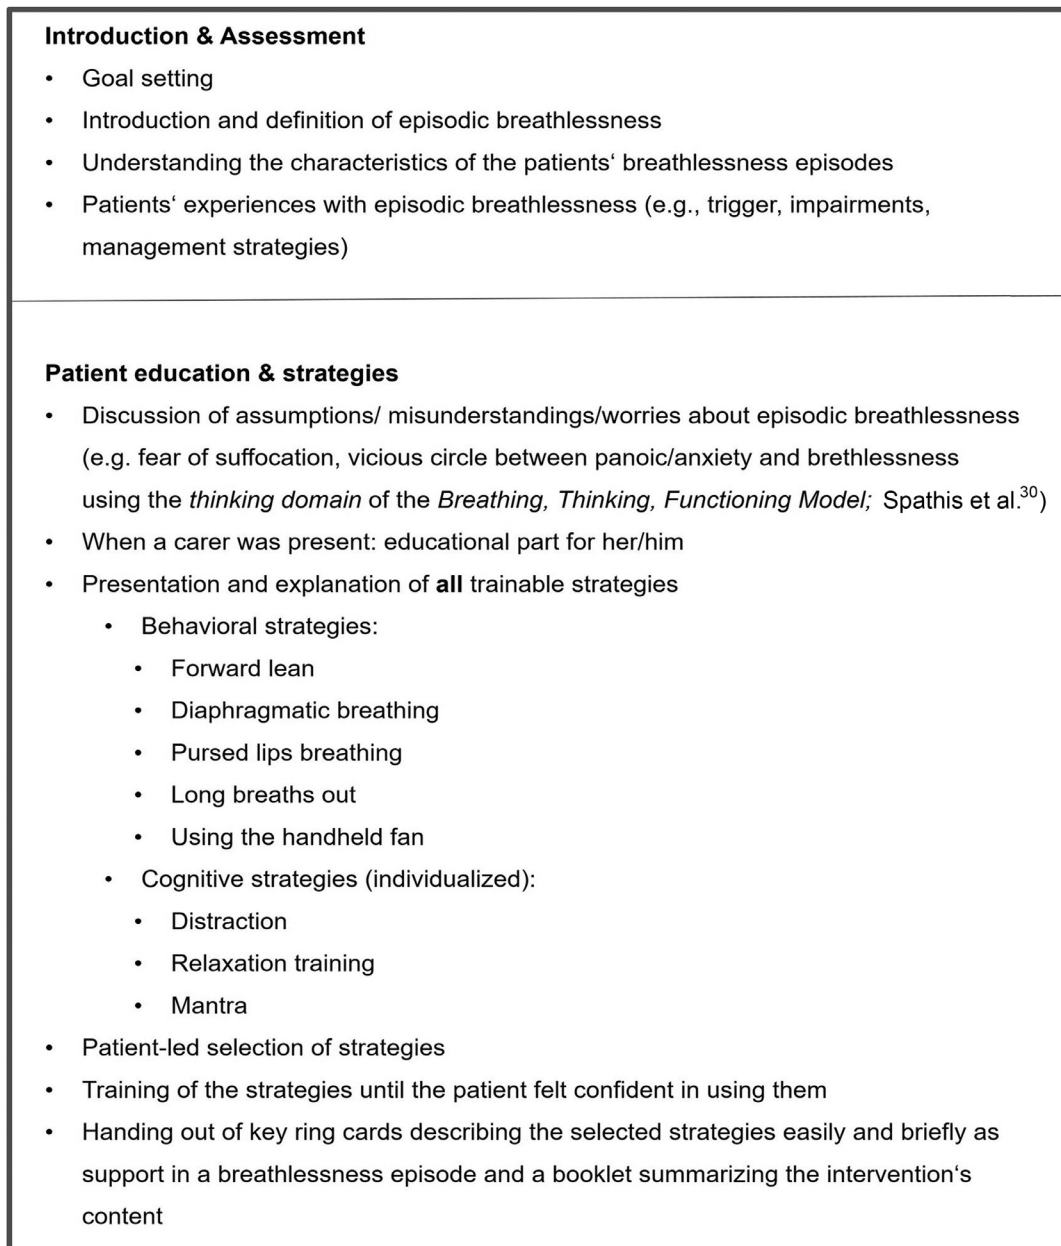 Introduction & Assessment
• Goal setting
• Introduction and definition of episodic breathlessness
• Understanding the characteristics of the patients‘ breathlessness episodes
• Patients‘ experiences with episodic breathlessness (e.g., trigger, impairments,
management strategies)
Patient education & strategies
• Discussion of assumptions/ misunderstandings/worries about episodic breathlessness
(e.g. fear of suffocation, vicious circle between panoic/anxiety and brethlessness
using the thinking domain of the Breathing, Thinking, Functioning Model; Spathis et al.30)
• When a carer was present: educational part for her/him
• Presentation and explanation of all trainable strategies
• Behavioral strategies:
• Forward lean
• Diaphragmatic breathing
• Pursed lips breathing
• Long breaths out
• Using the handheld fan
• Cognitive strategies (individualized):
• Distraction
• Relaxation training
• Mantra
• Patient-led selection of strategies
• Training of the strategies until the patient felt confident in using them
• Handing out of key ring cards describing the selected strategies easily and briefly as
support in a breathlessness episode and a booklet summarizing the intervention‘s
content